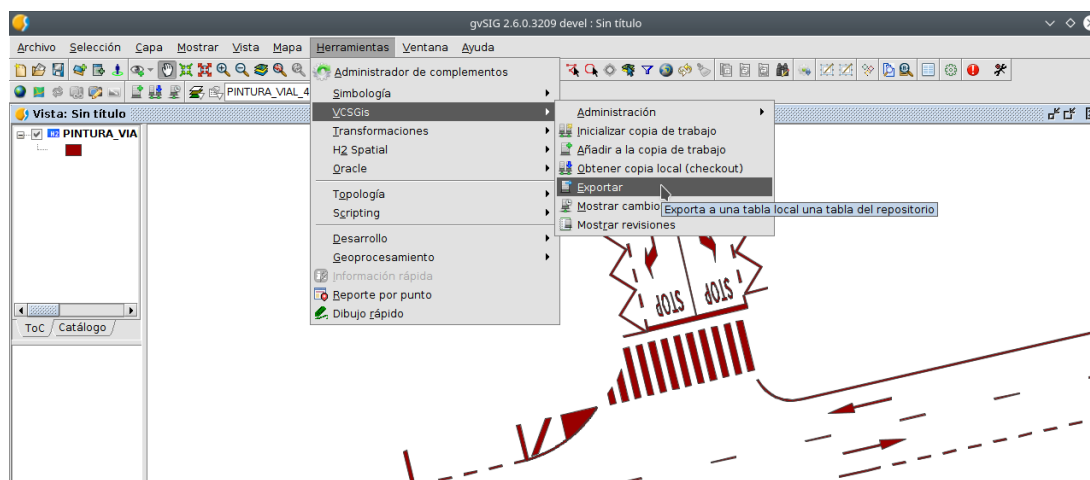 gvSIG 2.6.0.3209 devel : Sin título
Archivo Selección Capa Mostrar Vista Mapa Herramientas Ventana Ayuda
Administrador de complementos
PINTURA_VIAL_4
Simbología
Vista: Sin título
VCSGis
Administración
PINTURA_VIA
Transformaciones
Inicializar copia de trabajo
H2 Spatial
Añadir a la copia de trabajo
Oracle
Obtener copia local (checkout)
Exportar
Topología
Mostrar cambio
Exporta a una tabla local una tabla del repositorio
Scripting
Mostrar revisiones
Desarrollo
Geoprocesamiento
Información rápida
Reporte por punto
Dibujo rápido
ToC Catálogo
STOP STOP